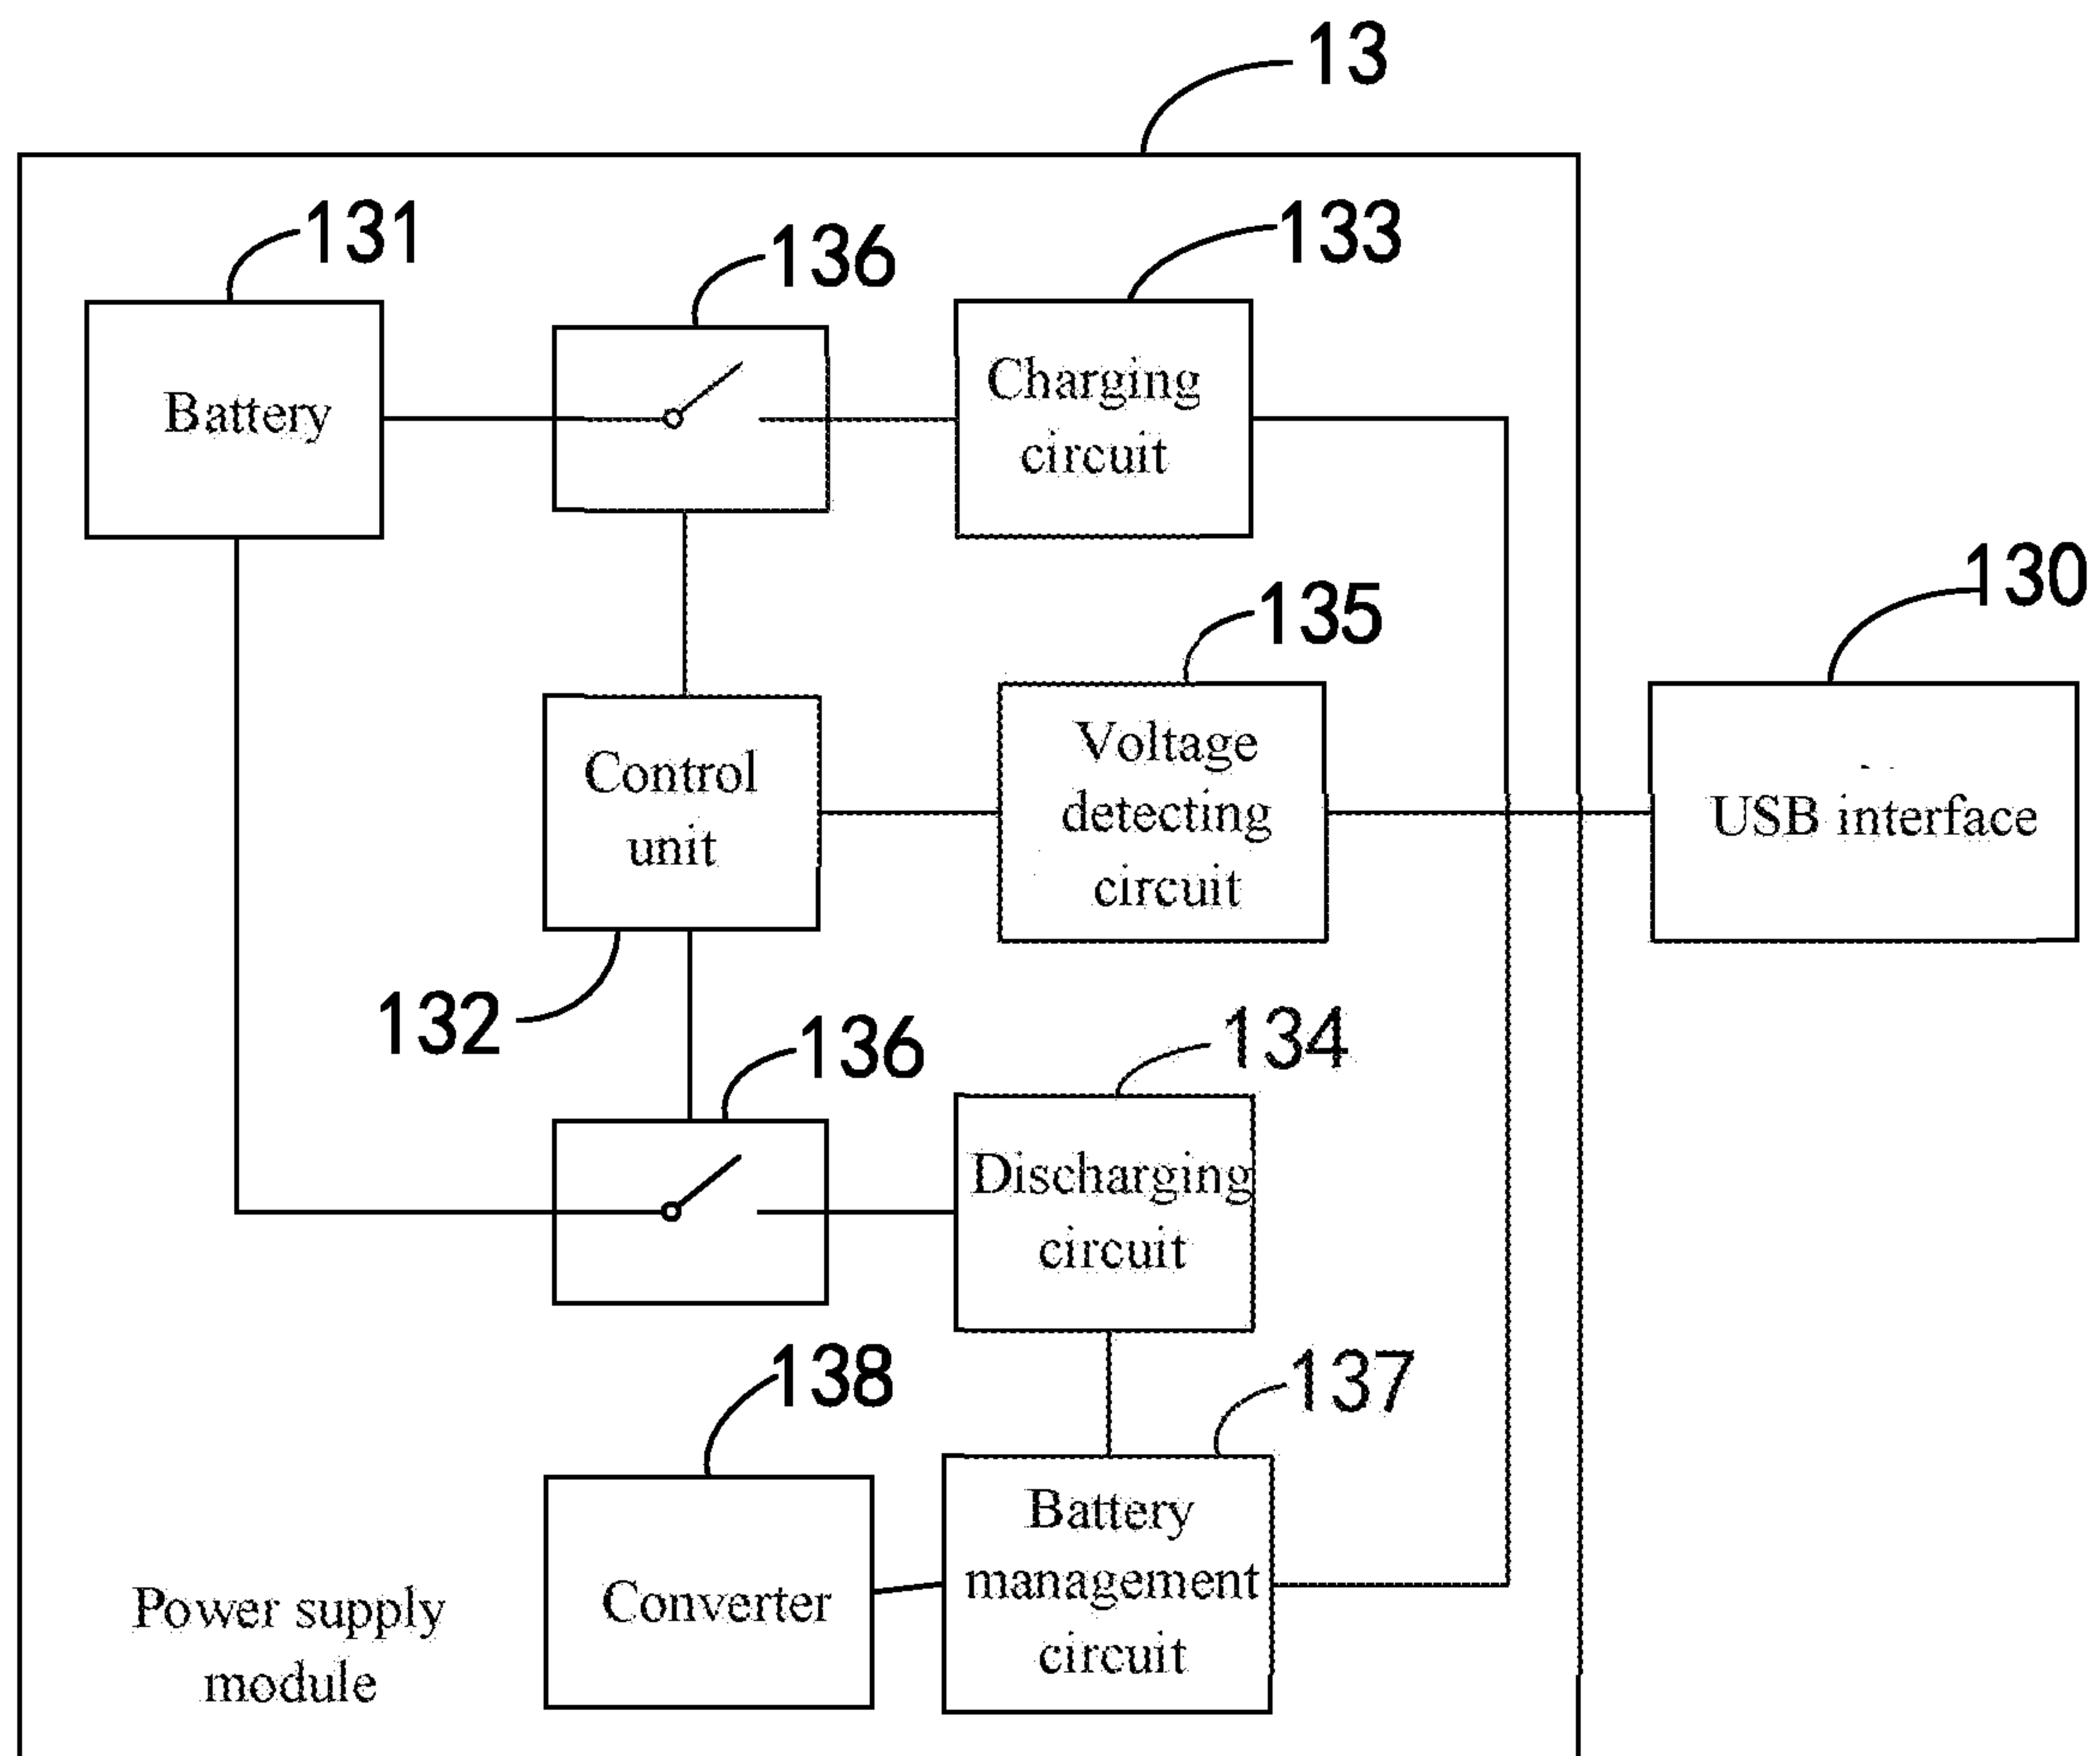 13
131
136
133
Battery
Charging
circuit
130
135
Control
unit
Voltage
detecting
circuit
USB interface
132
136
134
Discharging
circuit
138
137
Converter
Battery
management
circuit
Power supply
module